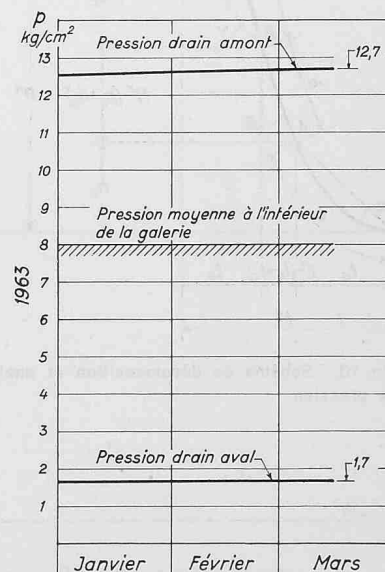 p
kg/cm²
Pression drain amont
12,7
13
12
11
10
9
Pression moyenne à l'intérieur
de la galerie
8
7
6
5
4
3
2
1
1963
Pression drain aval
1,7
Janvier
Février
Mars